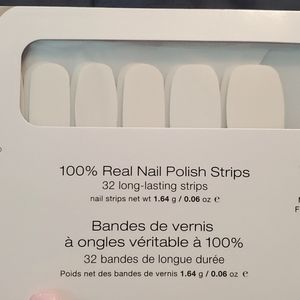 100% Real Nail Polish Strips
32 long-lasting strips
nail strips net wt 1.64 g / 0.06 oz ℮
Bandes de vernis
à ongles véritable à 100%
32 bandes de longue durée
Poids net des bandes de vernis 1.64 g / 0.06 oz ℮